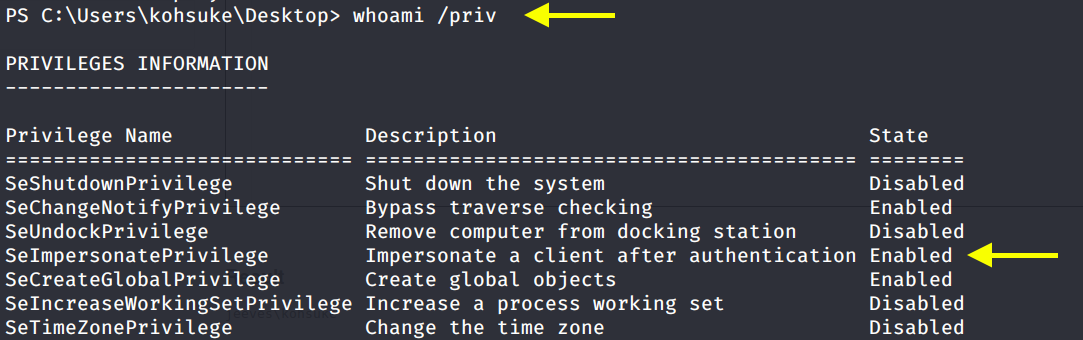 PS C:\Users\kohsuke\Desktop> whoami /priv
PRIVILEGES INFORMATION
----------------------
Privilege Name                Description                               State
============================= ========================================= ========
SeShutdownPrivilege           Shut down the system                      Disabled
SeChangeNotifyPrivilege       Bypass traverse checking                  Enabled
SeUndockPrivilege             Remove computer from docking station      Disabled
SeImpersonatePrivilege        Impersonate a client after authentication Enabled
SeCreateGlobalPrivilege       Create global objects                     Enabled
SeIncreaseWorkingSetPrivilege Increase a process working set            Disabled
SeTimeZonePrivilege           Change the time zone                      Disabled